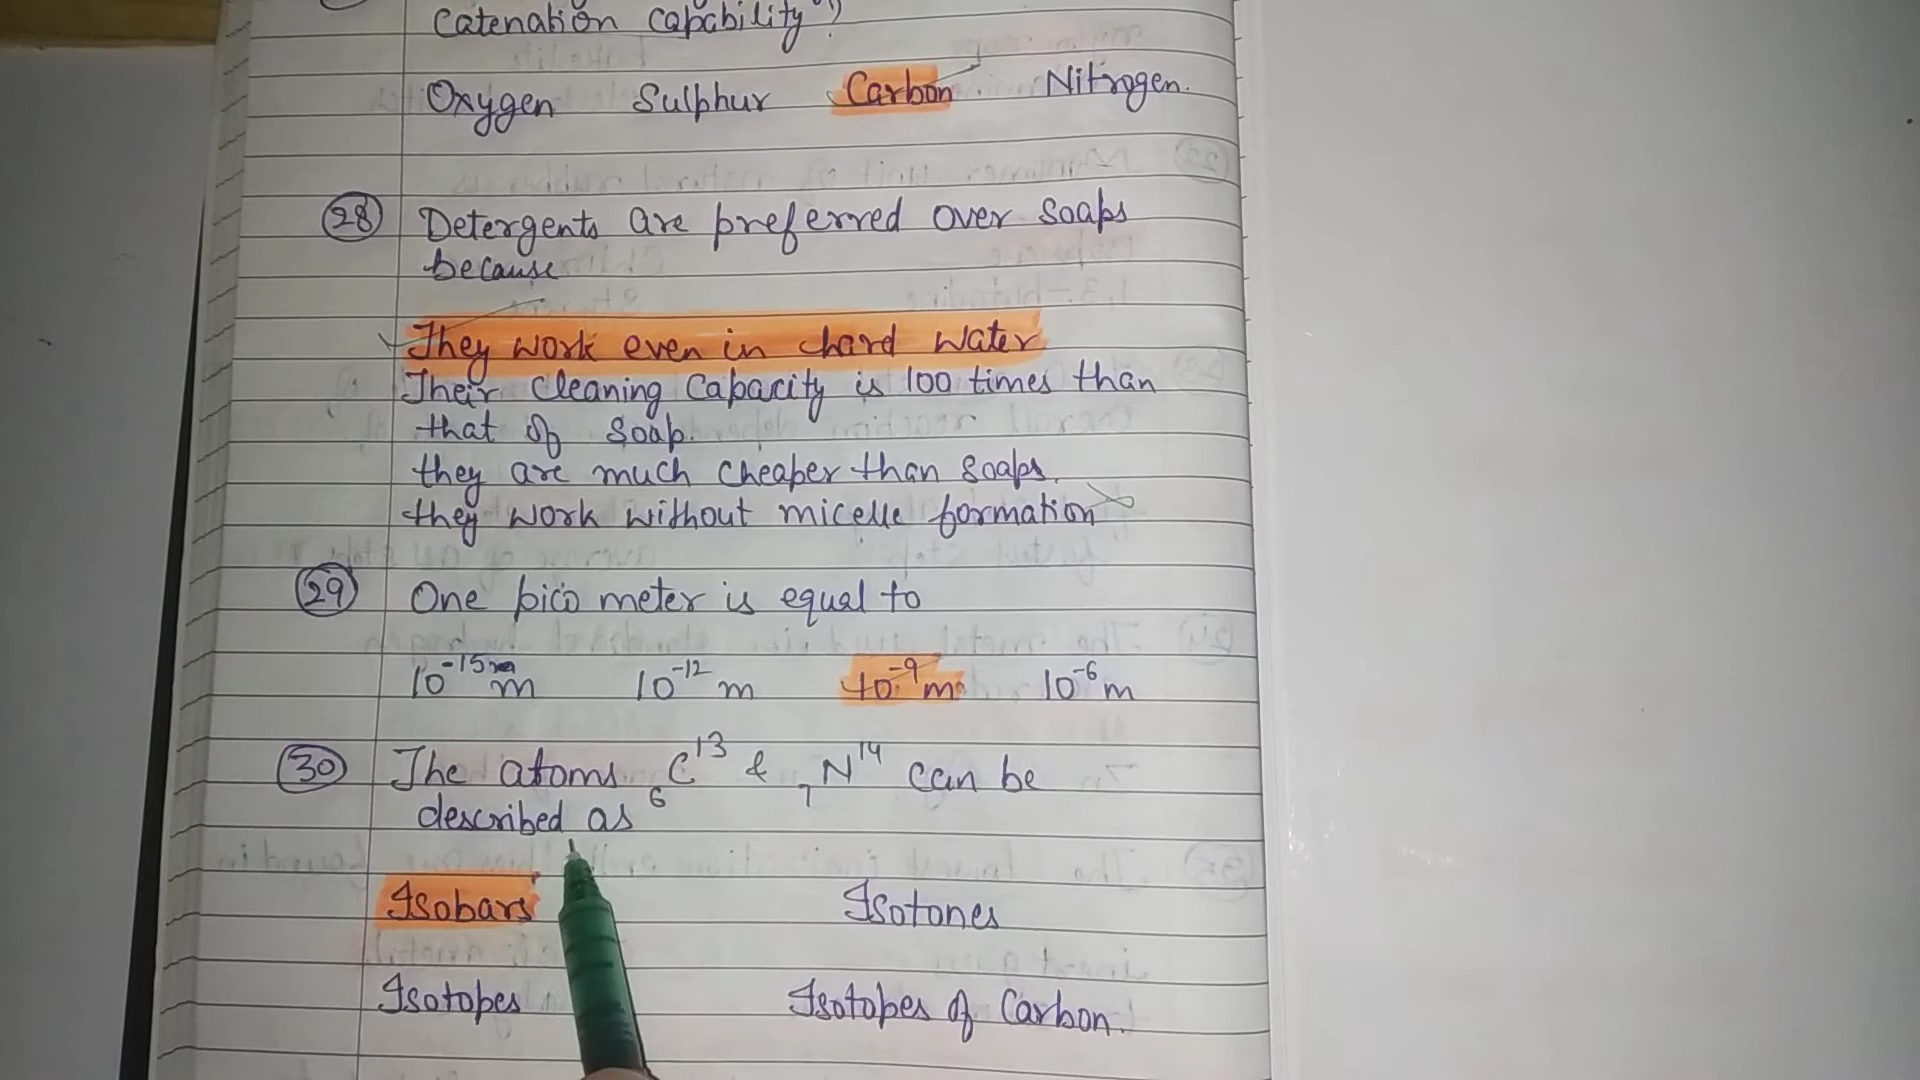 Catenation Capability?
Oxygen Sulphur Carbon Nitrogen.
28 Detergents are preferred over soaps
because
They work even in hard water
Their Cleaning Capacity is 100 times than
that of soap.
they are much cheaper than soaps.
they work without micelle formation
29 One pico meter is equal to
10⁻¹⁵m 10⁻¹² m 10⁻⁹ m 10⁻⁶ m
30 The atoms ₆C¹³ & ₇N¹⁴ can be
described as
Isobars Isotones
Isotopes Isotopes of Carbon.